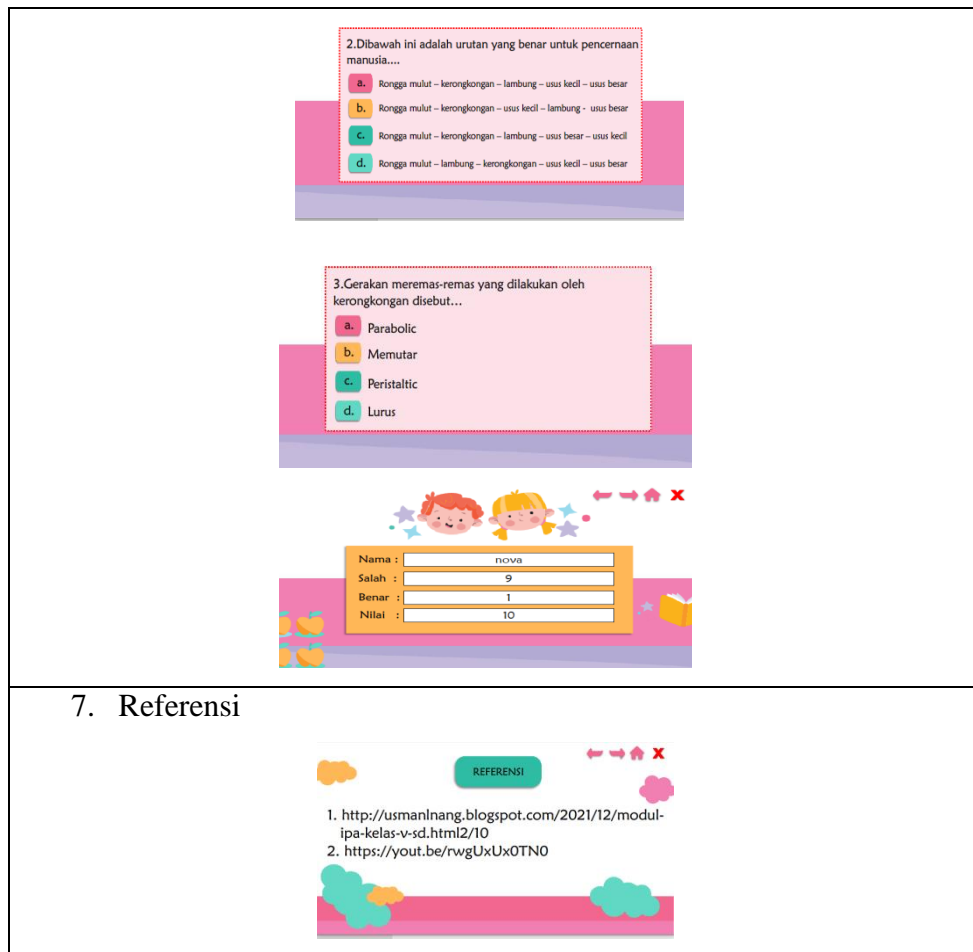 2.Dibawah ini adalah urutan yang benar untuk pencernaan
manusia....
a. Rongga mulut – kerongkongan – lambung – usus kecil – usus besar
b. Rongga mulut – kerongkongan – usus kecil – lambung - usus besar
c. Rongga mulut – kerongkongan – lambung – usus besar – usus kecil
d. Rongga mulut – lambung – kerongkongan – usus kecil – usus besar
3.Gerakan meremas-remas yang dilakukan oleh
kerongkongan disebut...
a. Parabolic
b. Memutar
c. Peristaltic
d. Lurus
X
Nama : nova
Salah : 9
Benar : 1
Nilai : 10
7. Referensi
X
REFERENSI
1. http://usmanlnang.blogspot.com/2021/12/modul-
ipa-kelas-v-sd.html2/10
2. https://yout.be/rwgUxUx0TN0